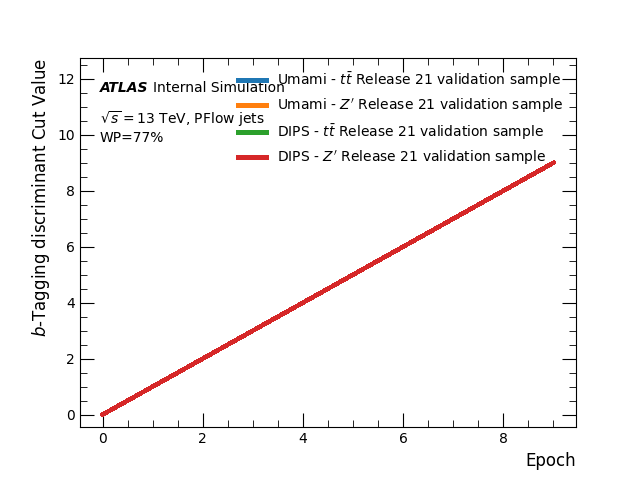 12
10
8
6
4
2
0
b-Tagging discriminant Cut Value
ATLAS Internal Simulation
√s = 13 TeV, PFlow jets
WP=77%
Umami - tt̄ Release 21 validation sample
Umami - Z′ Release 21 validation sample
DIPS - tt̄ Release 21 validation sample
DIPS - Z′ Release 21 validation sample
0 2 4 6 8
Epoch